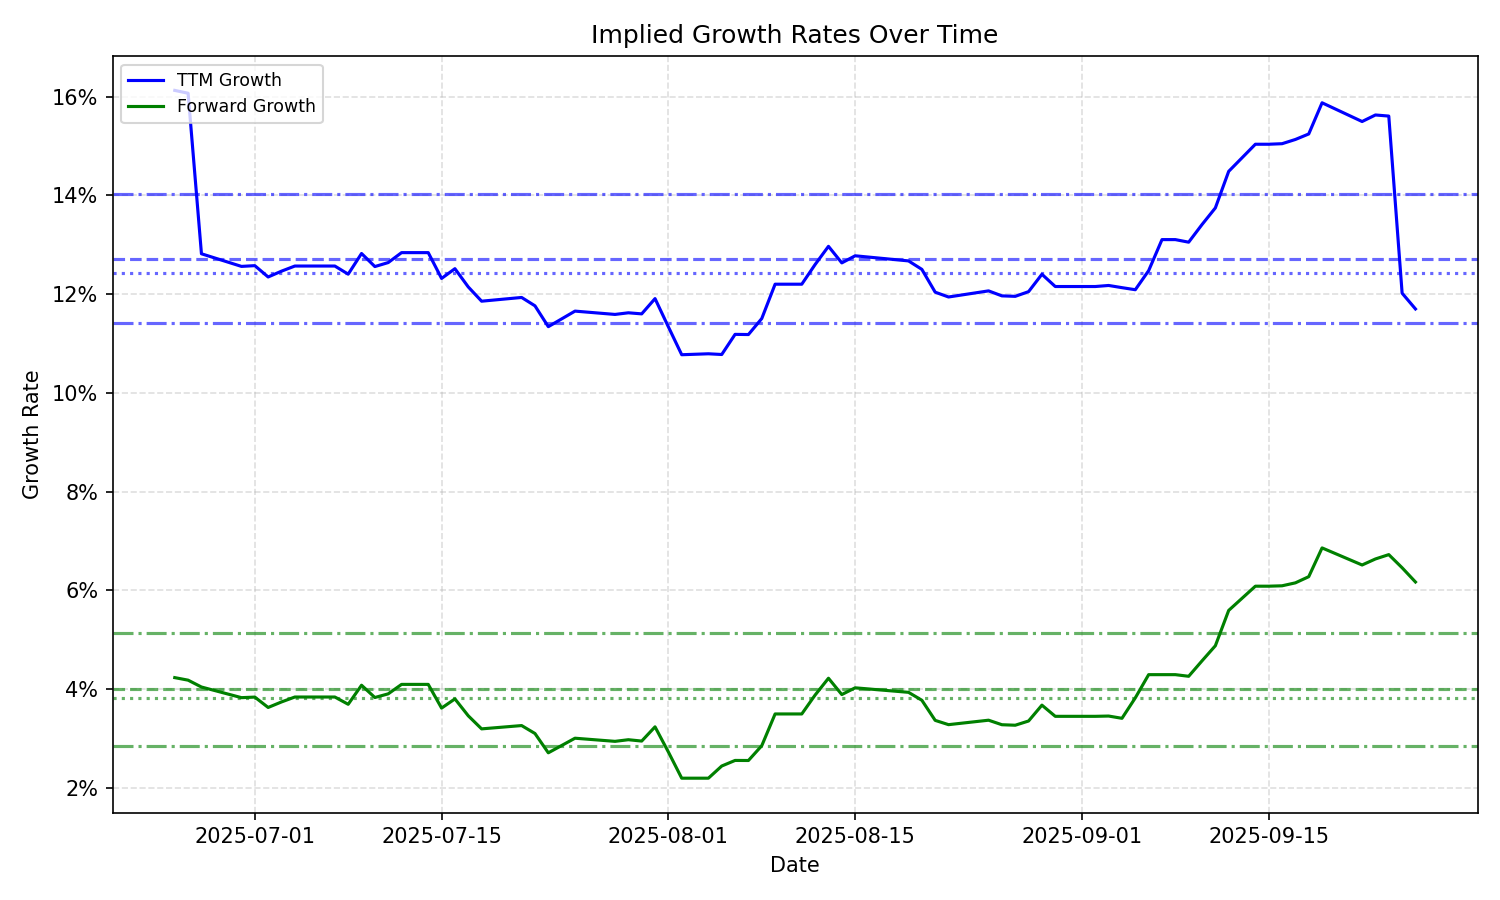 Implied Growth Rates Over Time
TTM Growth
Forward Growth
16%
14%
12%
10%
8%
6%
4%
2%
Growth Rate
2025-07-01
2025-07-15
2025-08-01
2025-08-15
2025-09-01
2025-09-15
Date